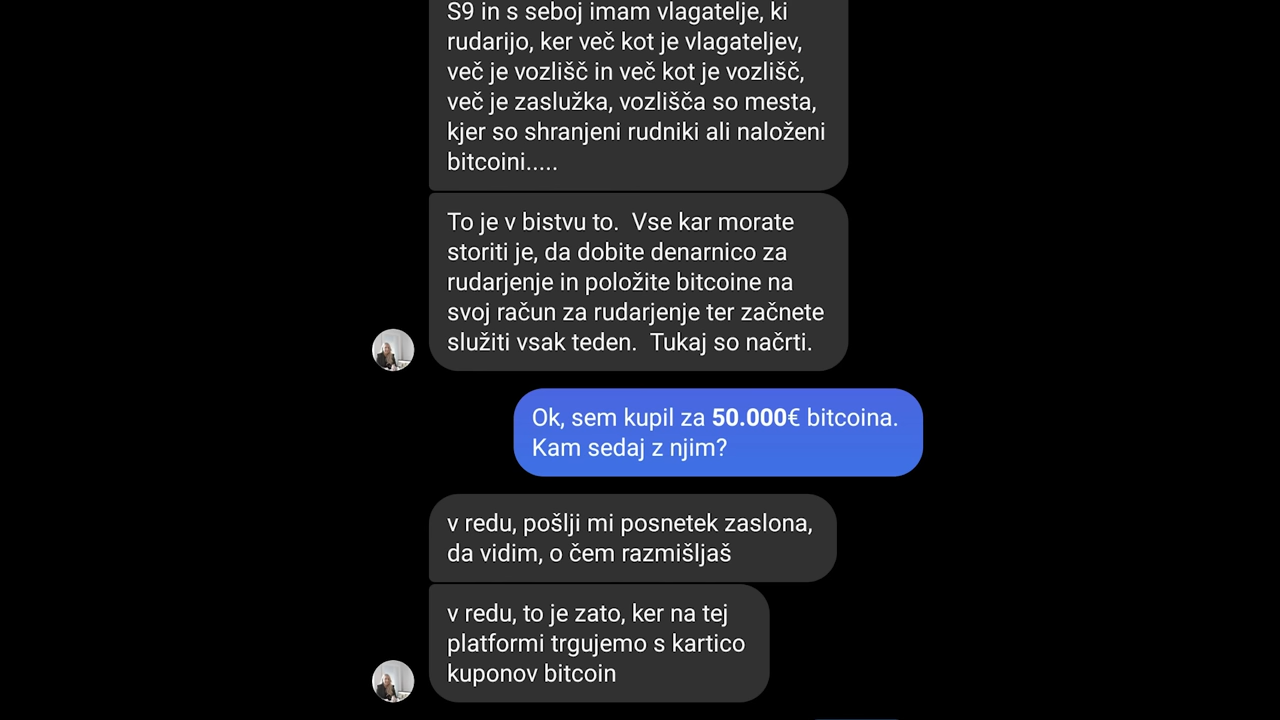 S9 in s seboj imam vlagatelje, ki
rudarijo, ker več kot je vlagateljev,
več je vozlišč in več kot je vozlišč,
več je zaslužka, vozlišča so mesta,
kjer so shranjeni rudniki ali naloženi
bitcoini.....
To je v bistvu to.  Vse kar morate
storiti je, da dobite denarnico za
rudarjenje in položite bitcoine na
svoj račun za rudarjenje ter začnete
služiti vsak teden.  Tukaj so načrti.
Ok, sem kupil za 50.000€ bitcoina.
Kam sedaj z njim?
v redu, pošlji mi posnetek zaslona,
da vidim, o čem razmišljaš
v redu, to je zato, ker na tej
platformi trgujemo s kartico
kuponov bitcoin